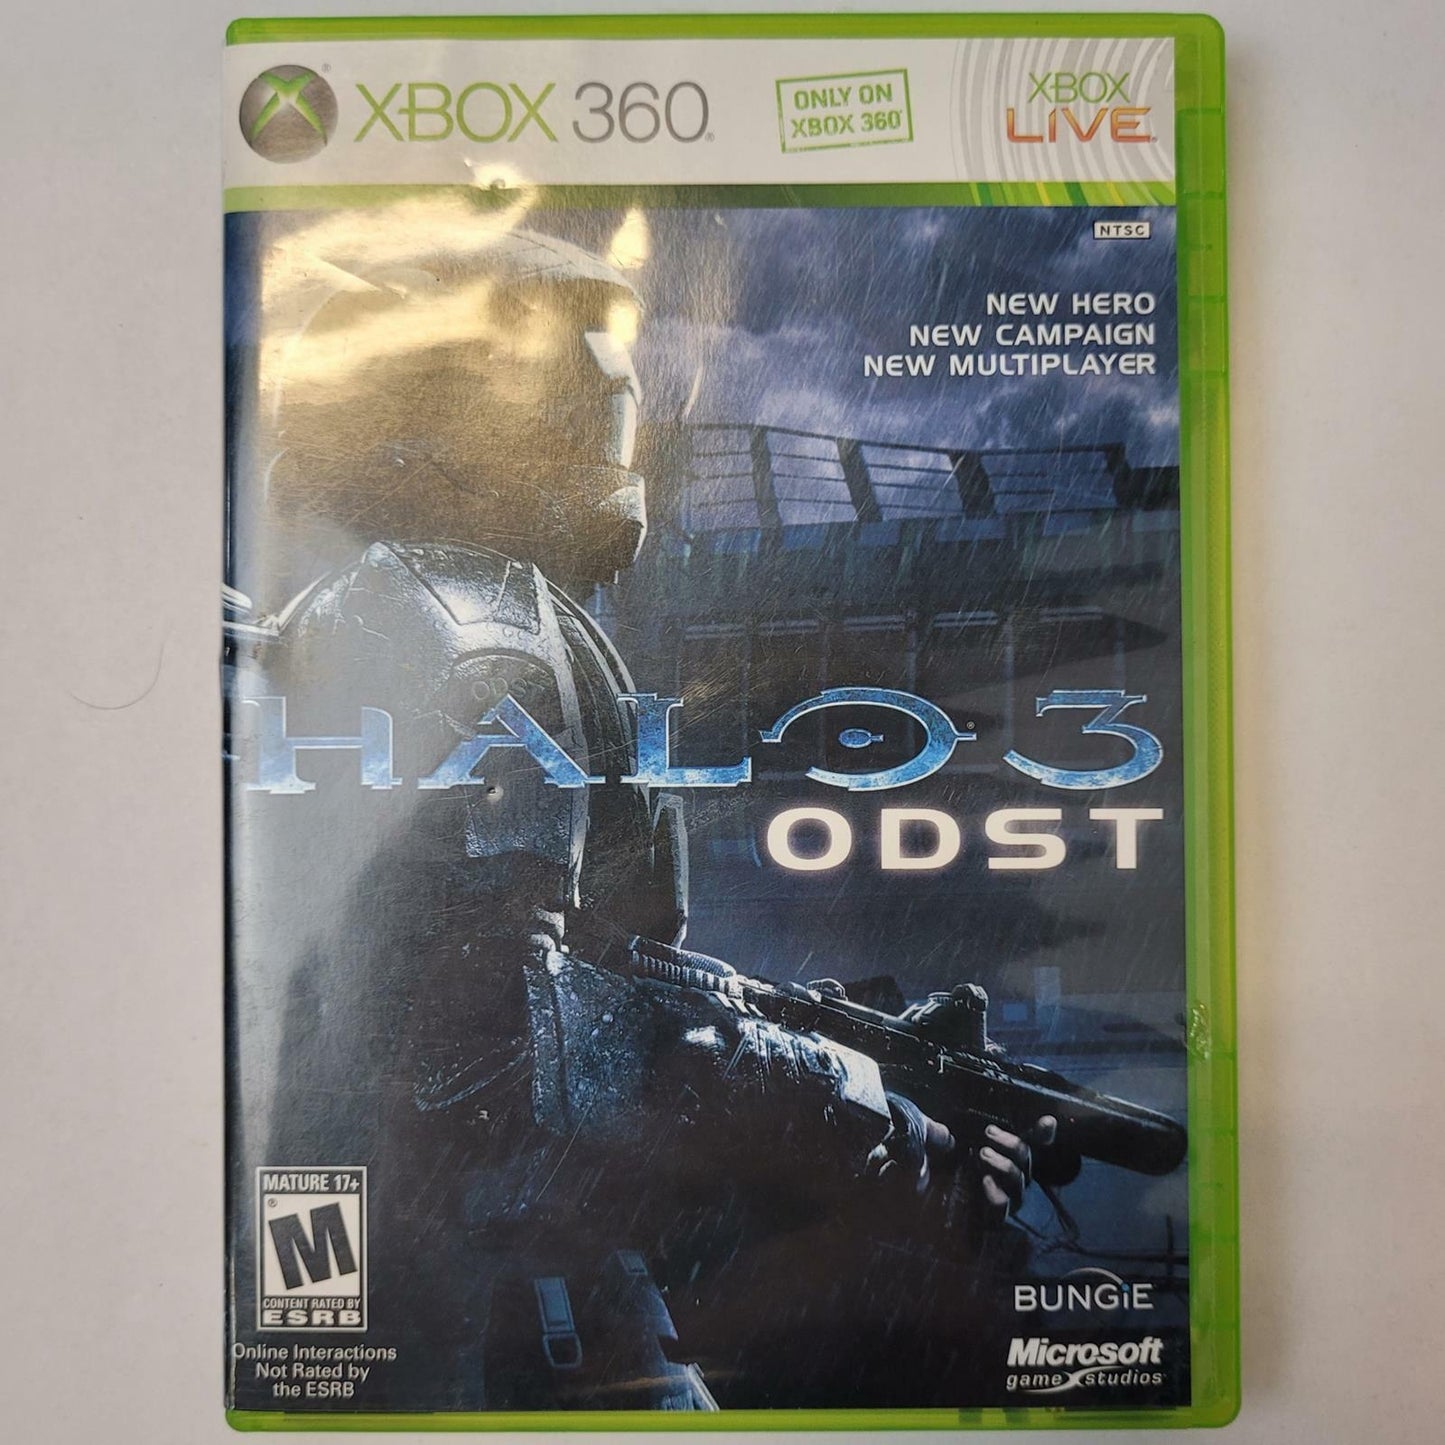 XBOX 360
ONLY ON
XBOX 360
XBOX
LIVE
NTSC
NEW HERO
NEW CAMPAIGN
NEW MULTIPLAYER
ODST
HALO 3
ODST
MATURE 17+
M
CONTENT RATED BY
ESRB
Online Interactions
Not Rated by
the ESRB
BUNGiE
Microsoft
game studios